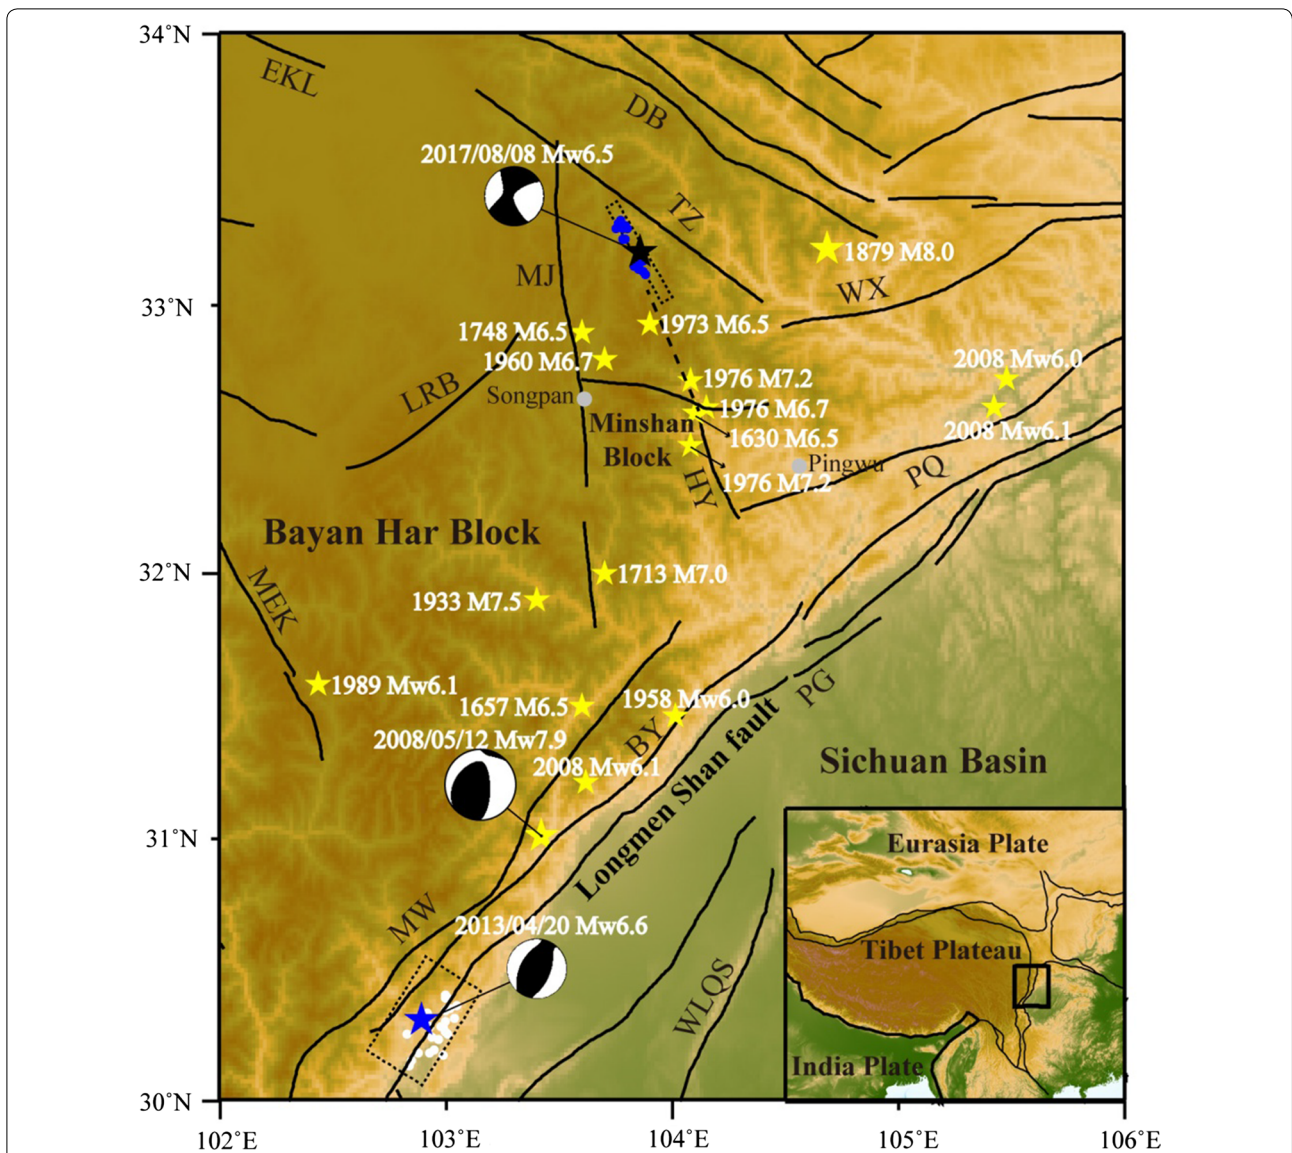 34°N
EKL
DB
2017/08/08 Mw6.5
TZ
1879 M8.0
MJ
WX
33°N
1973 M6.5
1748 M6.5
1960 M6.7
2008 Mw6.0
1976 M7.2
LRB
Songpan
1976 M6.7
Minshan
Block
2008 Mw6.1
1630 M6.5
Pingwu
PQ
HY
1976 M7.2
Bayan Har Block
32°N
1713 M7.0
MEK
1933 M7.5
1989 Mw6.1
PG
1958 Mw6.0
1657 M6.5
BY
2008/05/12 Mw7.9
2008 Mw6.1
Sichuan Basin
Longmen Shan fault
31°N
Eurasia Plate
MW
2013/04/20 Mw6.6
Tibet Plateau
WLQS
India Plate
30°N
102°E
103°E
104°E
105°E
106°E